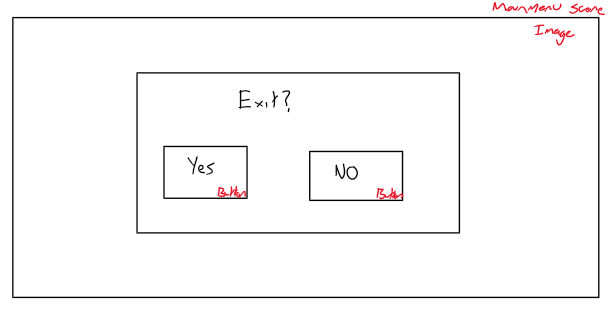 Mainmenu Scene
Image
Exit?
Yes
NO
Button
Button